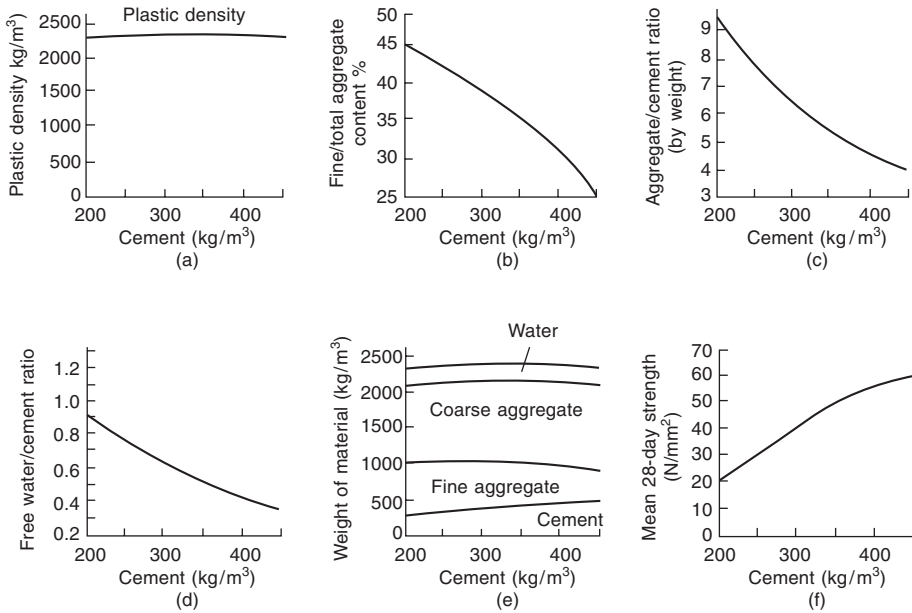 Plastic density
Plastic density kg/m³
2500
2000
1500
1000
500
0
200 300 400
Cement (kg/m³)
(a)
Fine/total aggregate
content %
50
45
40
35
30
25
200 300 400
Cement (kg/m³)
(b)
Aggregate/cement ratio
(by weight)
9
8
7
6
5
4
3
200 300 400
Cement (kg/m³)
(c)
Free water/cement ratio
1.2
1.0
0.8
0.6
0.4
0.2
200 300 400
Cement (kg/m³)
(d)
Weight of material (kg/m³)
2500
2000
1000
500
0
Water
Coarse aggregate
Fine aggregate
Cement
200 300 400
Cement (kg/m³)
(e)
Mean 28-day strength
(N/mm²)
70
60
50
40
30
20
10
0
200 300 400
Cement (kg/m³)
(f)